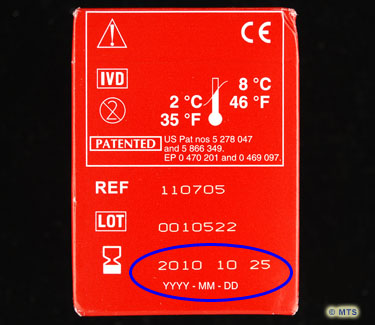 CE
IVD
8 °C
2 °C 46 °F
35 °F
2
PATENTED US Pat nos 5 278 047
and 5 866 349.
EP 0 470 201 and 0 469 097.
REF 110705
LOT 0010522
2010 10 25
YYYY - MM - DD
© MTS